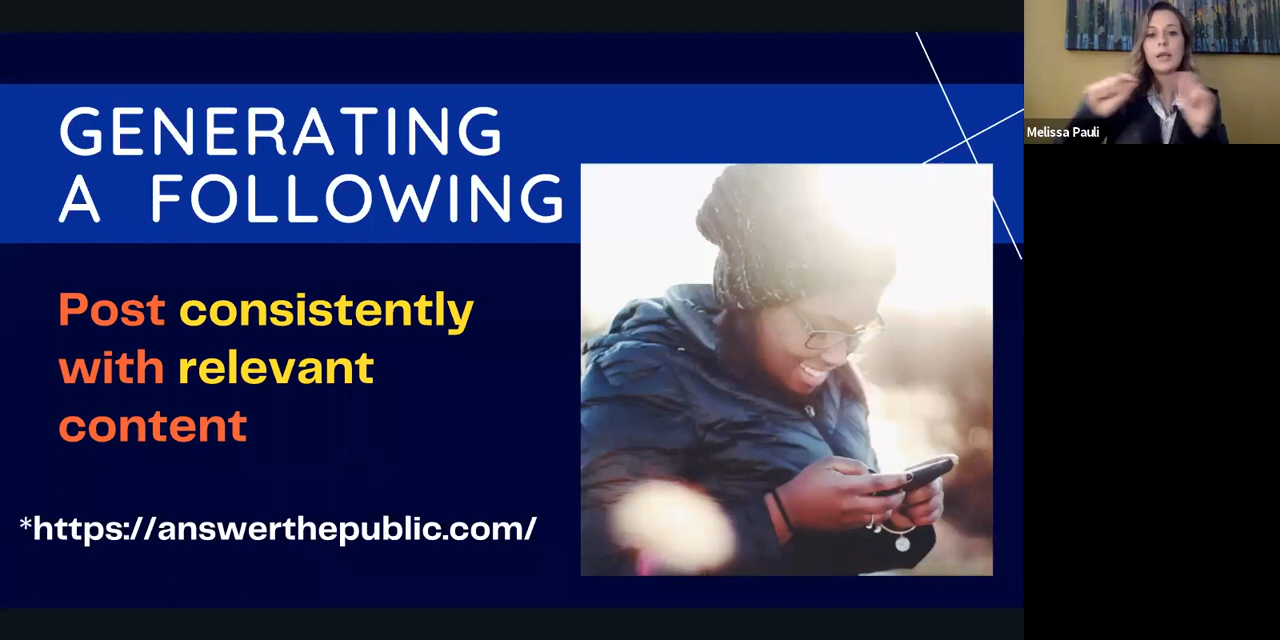 GENERATING
A FOLLOWING
Post consistently
with relevant
content
*https://answerthepublic.com/
Melissa Pauli